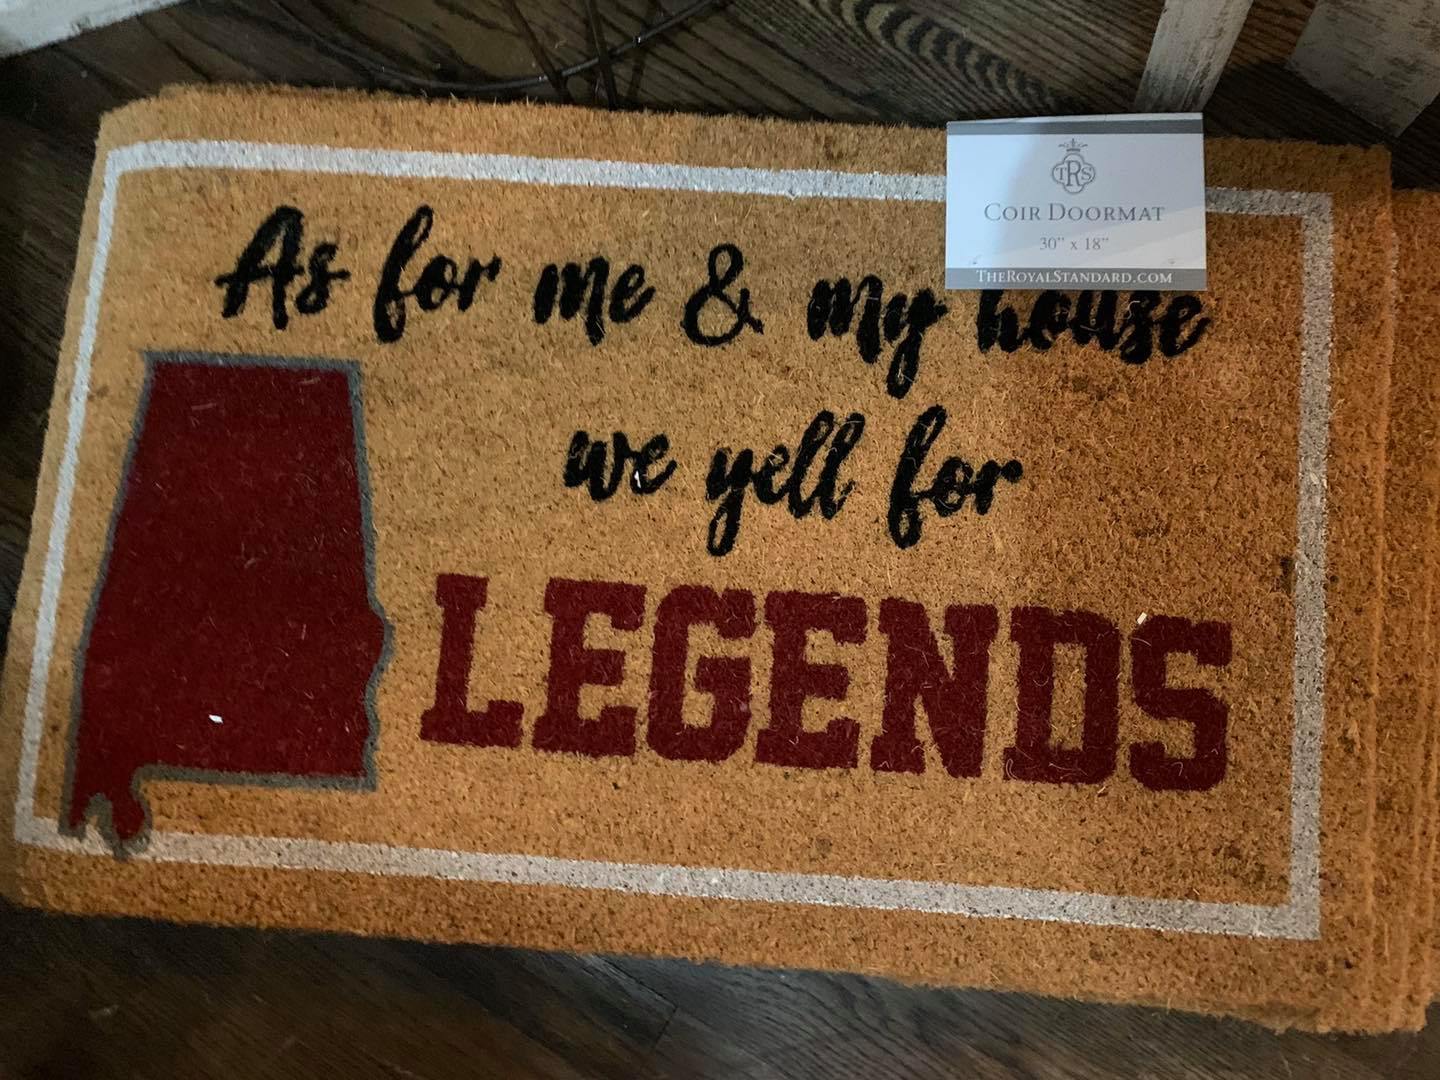 As for me & my house
we yell for
LEGENDS
TRS
COIR DOORMAT
30" x 18"
THEROYALSTANDARD.COM